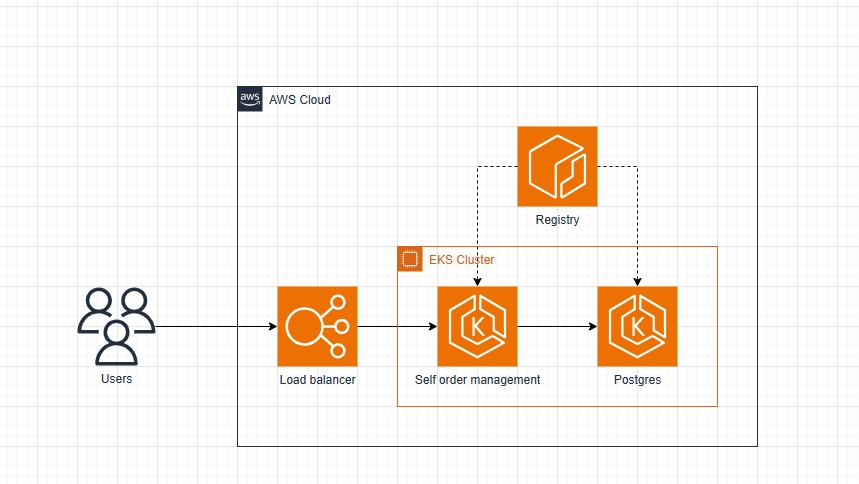 aws
AWS Cloud
Registry
EKS Cluster
K
K
Users
Load balancer
Self order management
Postgres